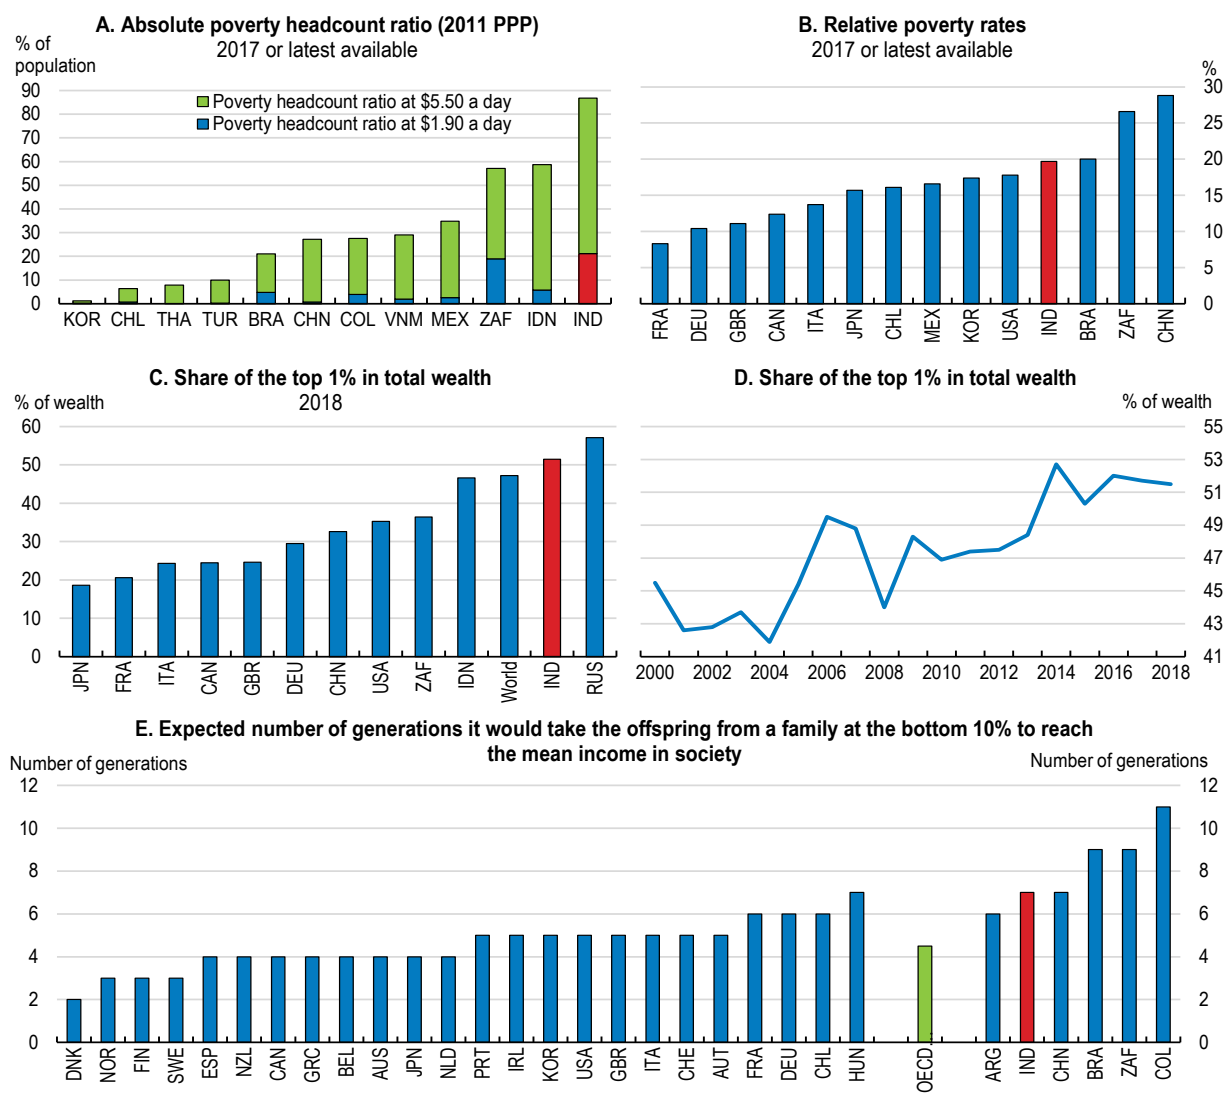 A. Absolute poverty headcount ratio (2011 PPP)
2017 or latest available
% of
population
90
80
70
60
50
40
30
20
10
0
Poverty headcount ratio at $5.50 a day
Poverty headcount ratio at $1.90 a day
KOR CHL THA TUR BRA CHN COL VNM MEX ZAF IDN IND
B. Relative poverty rates
2017 or latest available
%
30
25
20
15
10
5
0
FRA DEU GBR CAN ITA JPN CHL MEX KOR USA IND BRA ZAF CHN
C. Share of the top 1% in total wealth
2018
% of wealth
60
50
40
30
20
10
0
JPN FRA ITA CAN GBR DEU CHN USA ZAF IDN World IND RUS
D. Share of the top 1% in total wealth
% of wealth
55
53
51
49
47
45
43
41
2000 2002 2004 2006 2008 2010 2012 2014 2016 2018
E. Expected number of generations it would take the offspring from a family at the bottom 10% to reach
the mean income in society
Number of generations
Number of generations
12
10
8
6
4
2
0
12
10
8
6
4
2
0
DNK NOR FIN SWE ESP NZL CAN GRC BEL AUS JPN NLD PRT IRL KOR USA GBR ITA CHE AUT FRA DEU CHL HUN OECD ARG IND CHN BRA ZAF COL